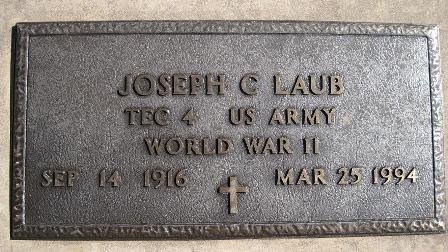 JOSEPH C LAUB
TEC 4 US ARMY
WORLD WAR II
SEP 14 1916 MAR 25 1994